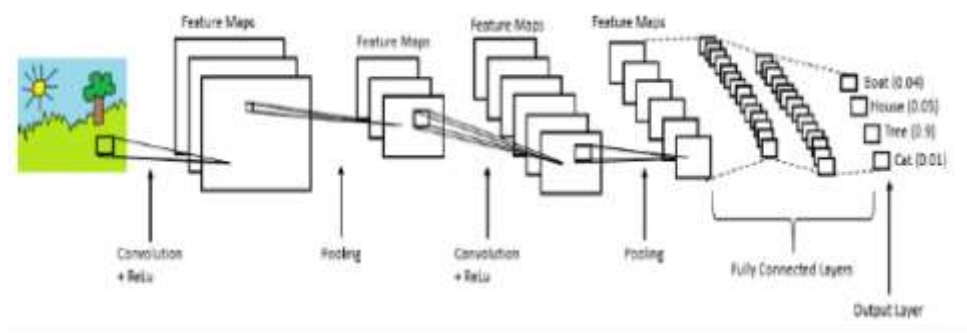 Feature Maps
Feature Maps
Feature Maps
Feature Maps
Boat (0.04)
House (0.05)
Tree (0.9)
Cat (0.01)
Convolution
+ ReLu
Pooling
Convolution
+ ReLu
Pooling
Fully Connected Layers
Output Layer